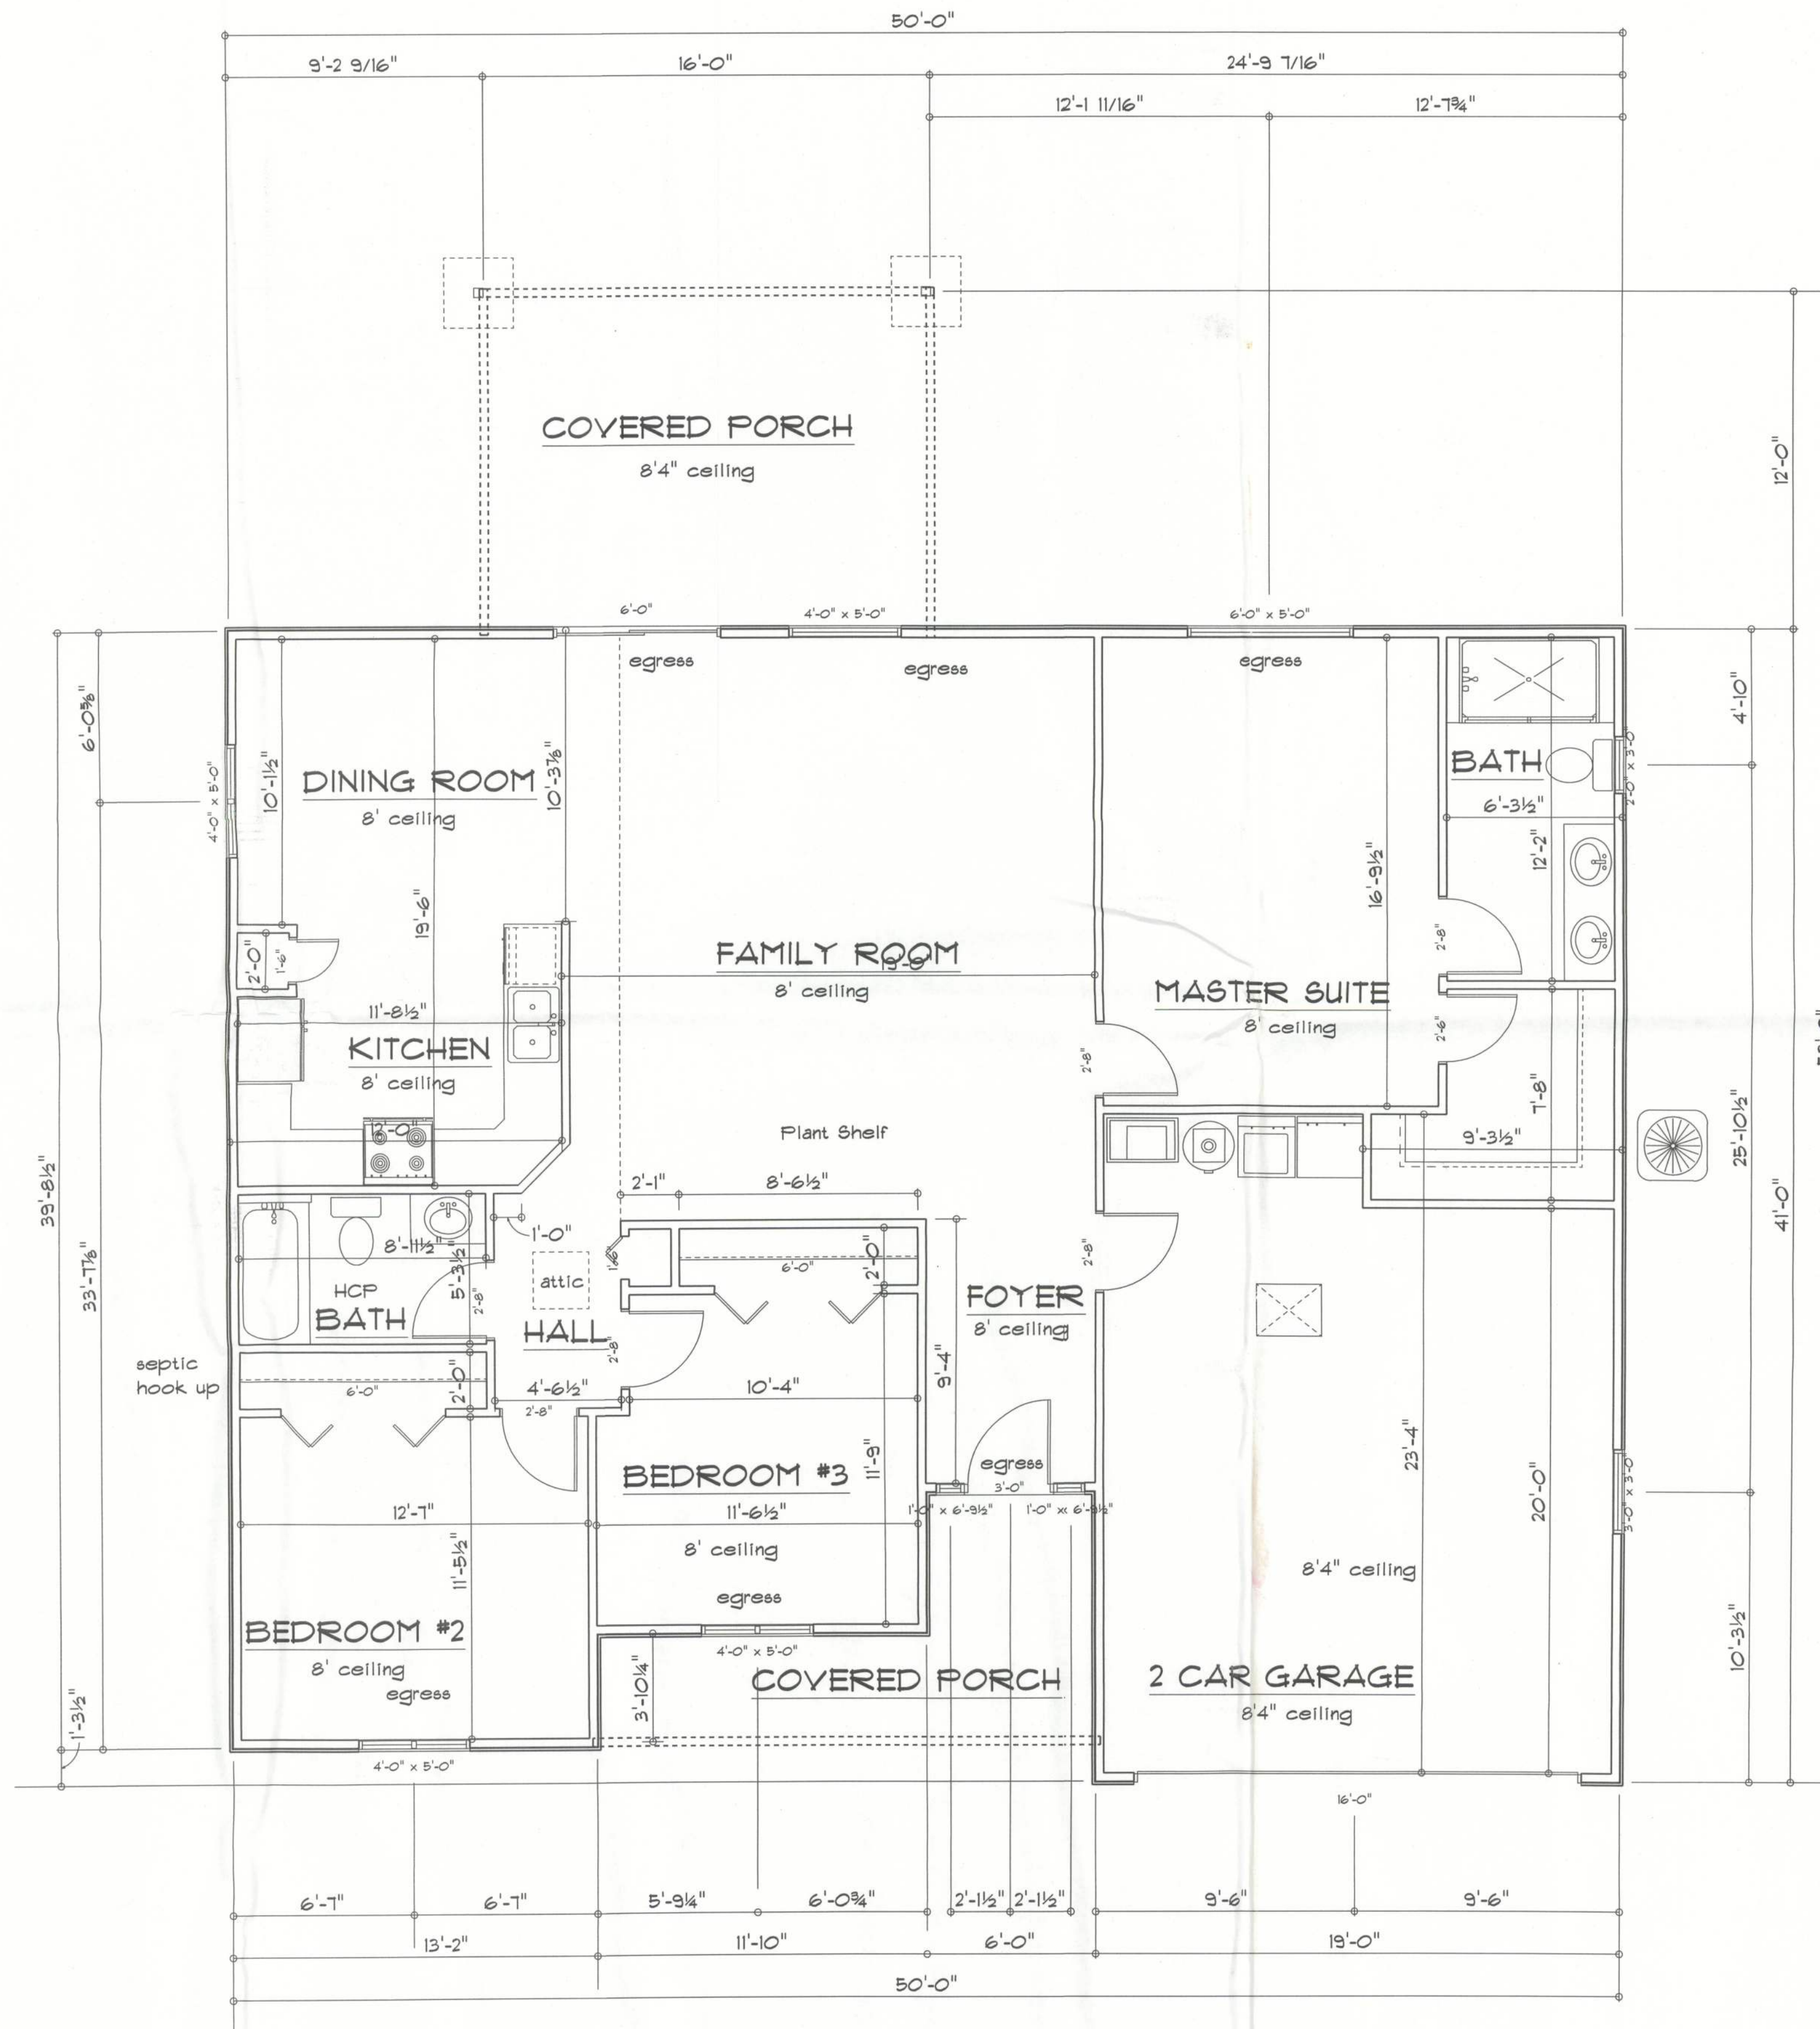 50'-0"
9'-2 9/16"
16'-0"
24'-9 7/16"
12'-1 11/16"
12'-7¾"
COVERED PORCH
8'4" ceiling
12'-0"
6'-0"
4'-0" x 5'-0"
6'-0" x 5'-0"
egress
egress
egress
6'-0⅝"
4'-10"
4'-0" x 5'-0"
10'-1½"
DINING ROOM
8' ceiling
10'-3⅞"
BATH
2'-0" x 3'-0"
6'-3½"
12'-2"
16'-9½"
19'-6"
2'-0"
1'-6"
FAMILY ROOM
8' ceiling
2'-8"
MASTER SUITE
8' ceiling
2'-6"
11'-8½"
KITCHEN
8' ceiling
2'-8"
7'-8"
12'-0"
Plant Shelf
9'-3½"
25'-10½"
39'-8½"
41'-0"
33'-7⅞"
2'-1"
8'-6½"
1'-0"
8'-11½"
5'-3½"
2'-8"
HCP
BATH
attic
HALL
6'-0"
2'-0"
2'-8"
2'-8"
FOYER
8' ceiling
septic
hook up
6'-0"
2'-0"
4'-6½"
2'-8"
10'-4"
9'-4"
11'-9"
BEDROOM #3
11'-6½"
8' ceiling
egress
egress
3'-0"
1'-0" x 6'-9½"
23'-4"
20'-0"
3'-0" x 3'-0"
12'-7"
11'-5½"
BEDROOM #2
8' ceiling
egress
4'-0" x 5'-0"
3'-10¼"
4'-0" x 5'-0"
COVERED PORCH
8'4" ceiling
2 CAR GARAGE
8'4" ceiling
10'-3½"
1'-3½"
16'-0"
6'-7"
6'-7"
5'-9¼"
6'-0¾"
2'-1½"
2'-1½"
9'-6"
9'-6"
13'-2"
11'-10"
6'-0"
19'-0"
50'-0"